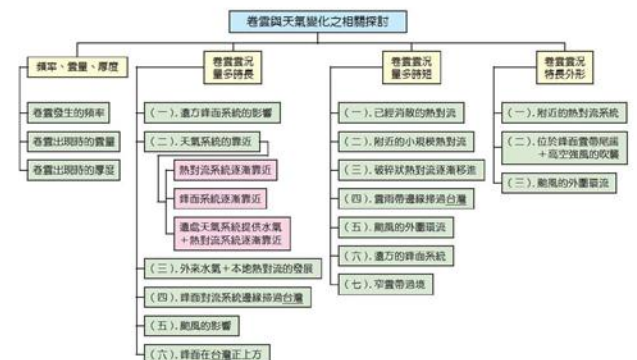 卷雲與天氣變化之相關探討
頻率、雲量、厚度
卷雲發生的頻率
卷雲出現時的雲量
卷雲出現時的厚度
卷雲雲況
量多時長
（一）.遠方鋒面系統的影響
（二）.天氣系統的靠近
熱對流系統逐漸靠近
鋒面系統逐漸靠近
遠處天氣系統提供水氣
＋熱對流系統逐漸靠近
（三）.外來水氣＋本地熱對流的發展
（四）.鋒面對流系統邊緣掃過台灣
（五）.颱風的影響
（六）.鋒面在台灣正上方
卷雲雲況
量多時短
（一）.已經消散的熱對流
（二）.附近的小規模熱對流
（三）.破碎狀熱對流逐漸移進
（四）.雲雨帶邊緣掃過台灣
（五）.颱風的外圍環流
（六）.遠方的鋒面系統
（七）.窄雲帶過境
卷雲雲況
特長外形
（一）.附近的熱對流系統
（二）.位於鋒面雲帶尾端
＋高空強風的吹襲
（三）.颱風的外圍環流